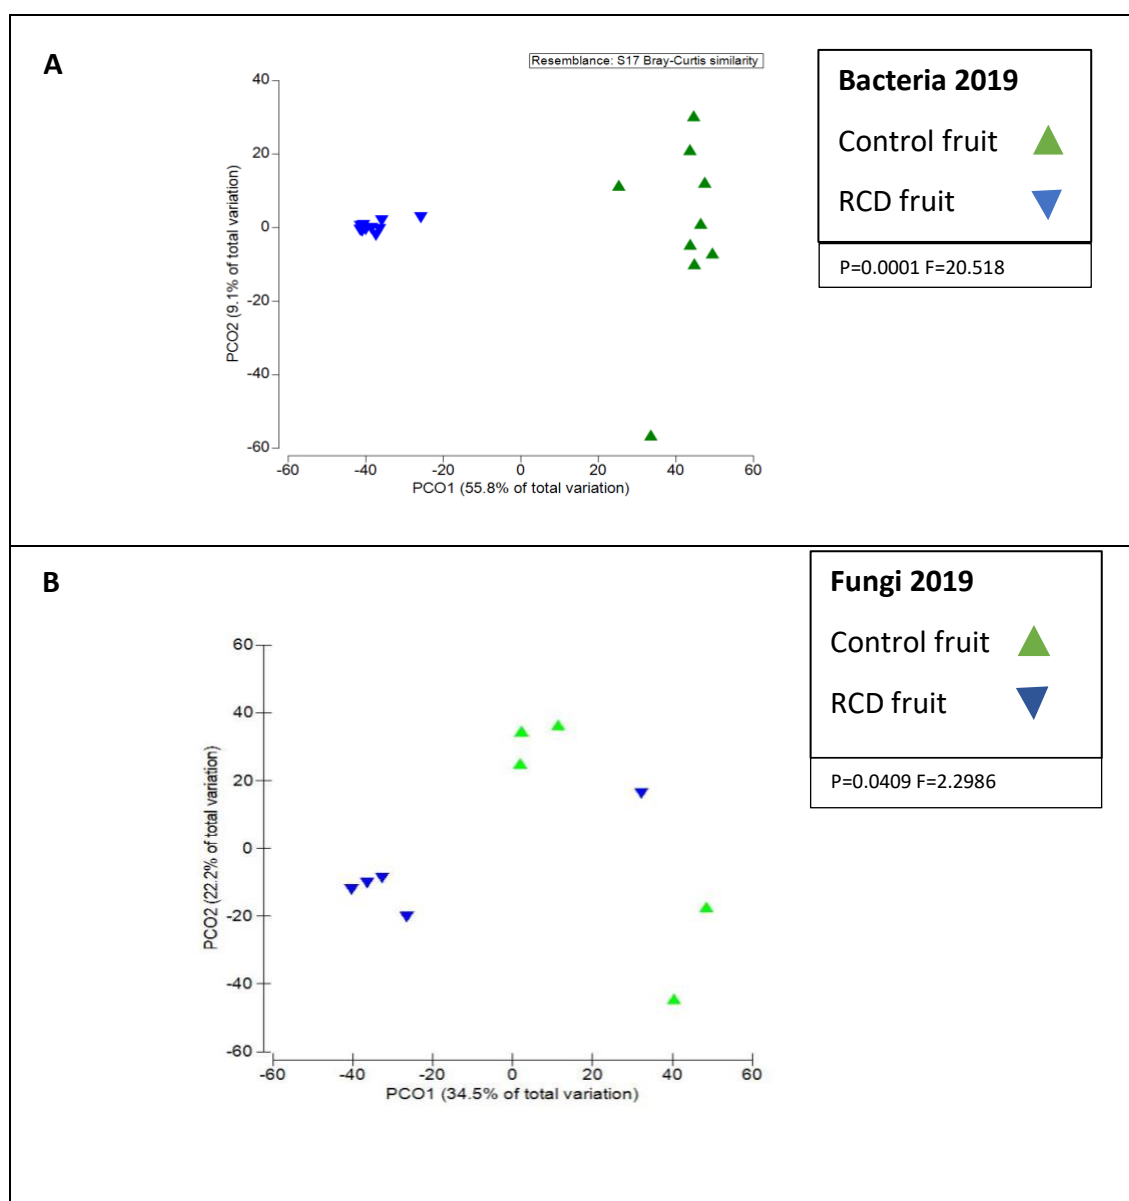 A
Resemblance: S17 Bray-Curtis similarity
40
20
0
-20
-40
-60
PCO2 (9.1% of total variation)
-60 -40 -20 0 20 40 60
PCO1 (55.8% of total variation)
Bacteria 2019
Control fruit
RCD fruit
P=0.0001 F=20.518
B
60
40
20
0
-20
-40
-60
PCO2 (22.2% of total variation)
-60 -40 -20 0 20 40 60
PCO1 (34.5% of total variation)
Fungi 2019
Control fruit
RCD fruit
P=0.0409 F=2.2986